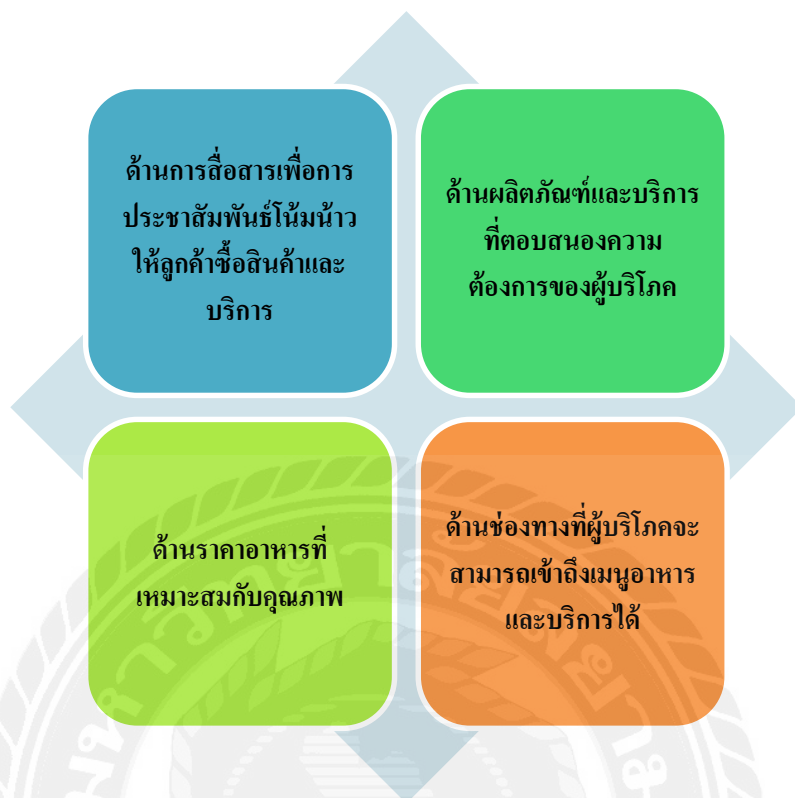 ด้านการสื่อสารเพื่อการ
ประชาสัมพันธ์โน้มน้าว
ให้ลูกค้าซื้อสินค้าและ
บริการ
ด้านผลิตภัณฑ์และบริการ
ที่ตอบสนองความ
ต้องการของผู้บริโภค
ด้านราคาอาหารที่
เหมาะสมกับคุณภาพ
ด้านช่องทางที่ผู้บริโภคจะ
สามารถเข้าถึงเมนูอาหาร
และบริการได้